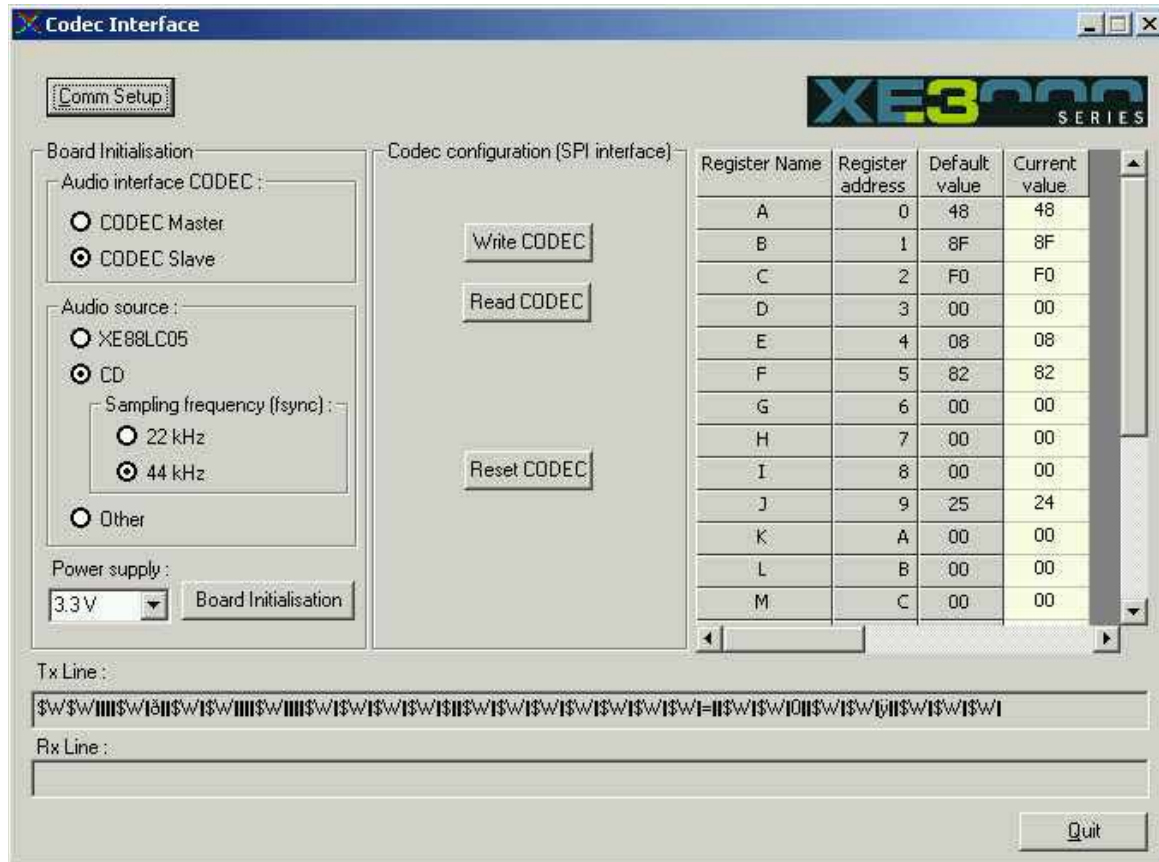 Codec Interface
Comm Setup
XE3000
SERIES
Board Initialisation
Audio interface CODEC :
CODEC Master
CODEC Slave
Audio source :
XE88LC05
CD
Sampling frequency (fsync) :
22 kHz
44 kHz
Other
Power supply :
3.3 V
Board Initialisation
Codec configuration (SPI interface)
Write CODEC
Read CODEC
Reset CODEC
Register Name Register address Default value Current value
A 0 48 48
B 1 8F 8F
C 2 F0 F0
D 3 00 00
E 4 08 08
F 5 82 82
G 6 00 00
H 7 00 00
I 8 00 00
J 9 25 24
K A 00 00
L B 00 00
M C 00 00
Tx Line :
Rx Line :
Quit